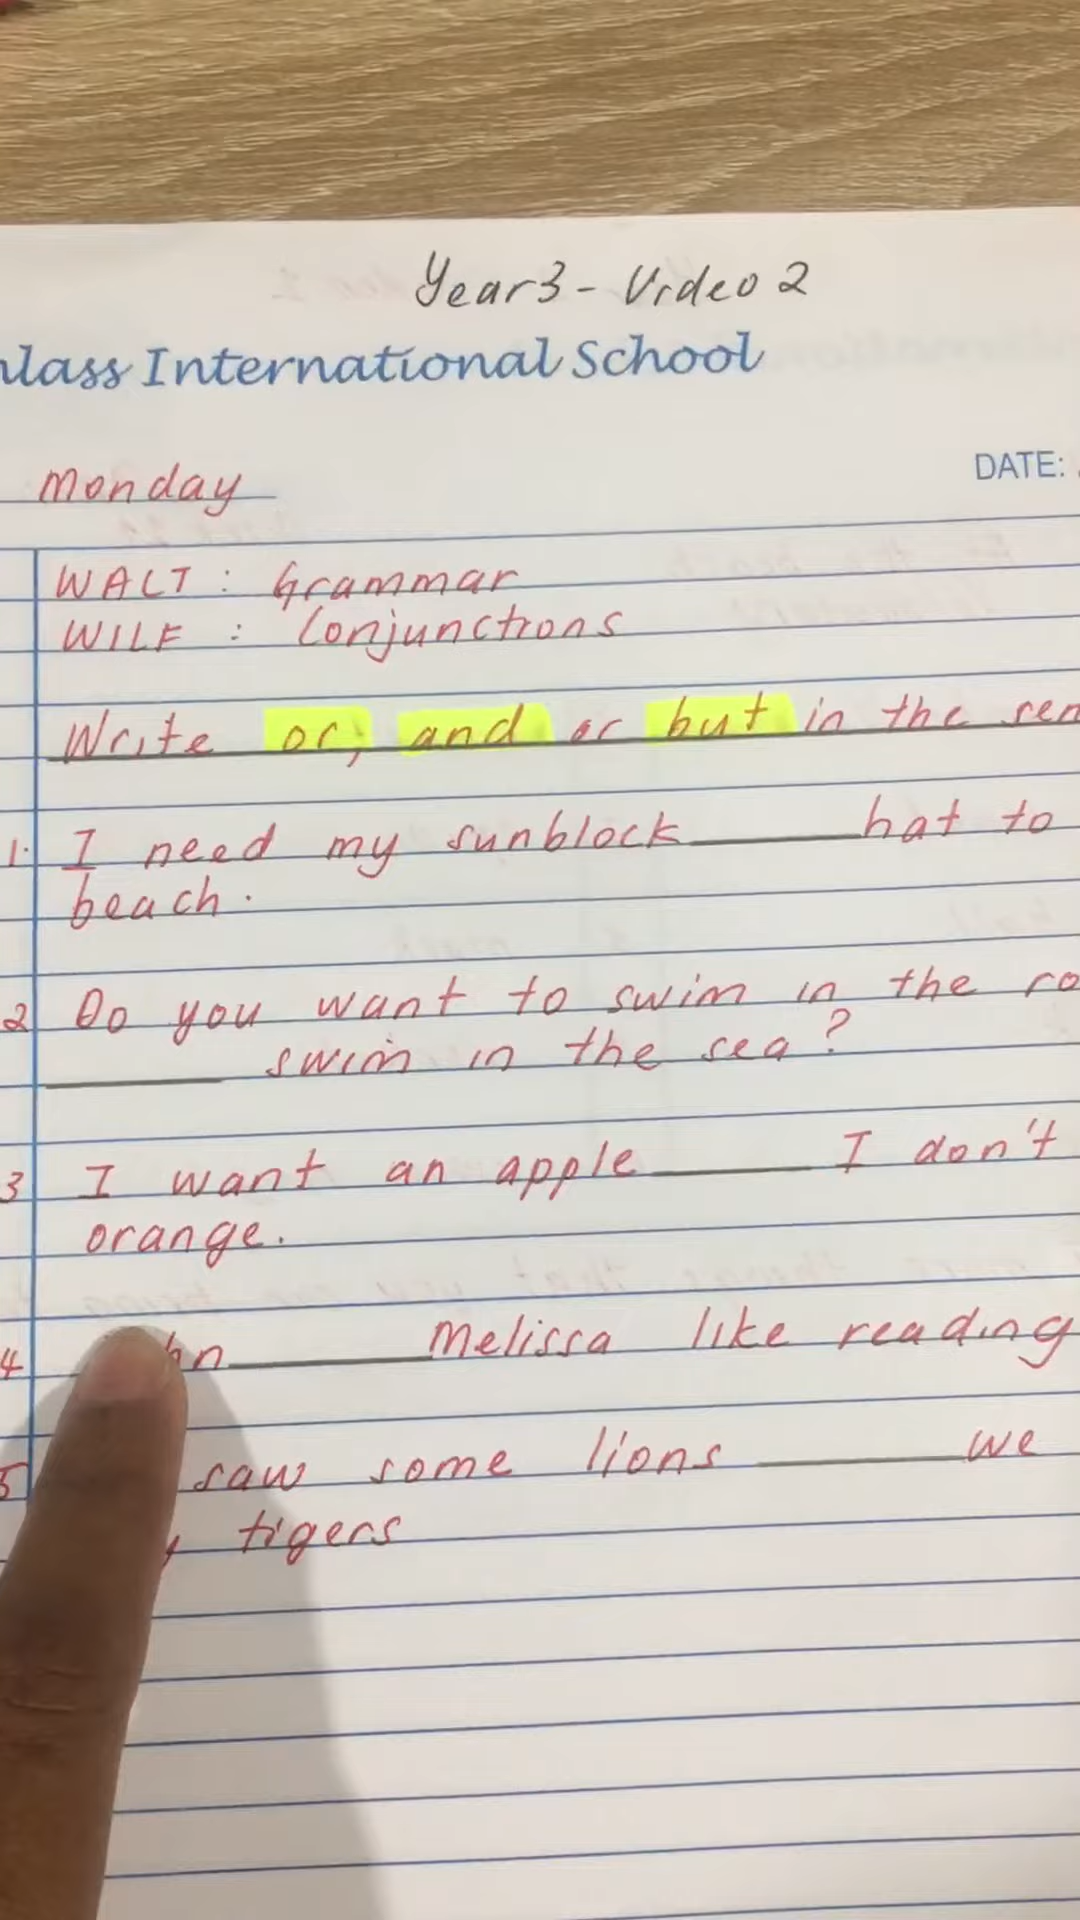 Year 3 - Video 2
International School
Monday
DATE:
WALT : Grammar
WILF : Conjunctions
Write or, and or but in the
1. I need my sunblock ______ hat to
beach.
2 Do you want to swim in the
______ swim in the sea?
3 I want an apple ______ I don't
orange.
4 ______ Melissa like reading
5 saw some lions ______ we
tigers